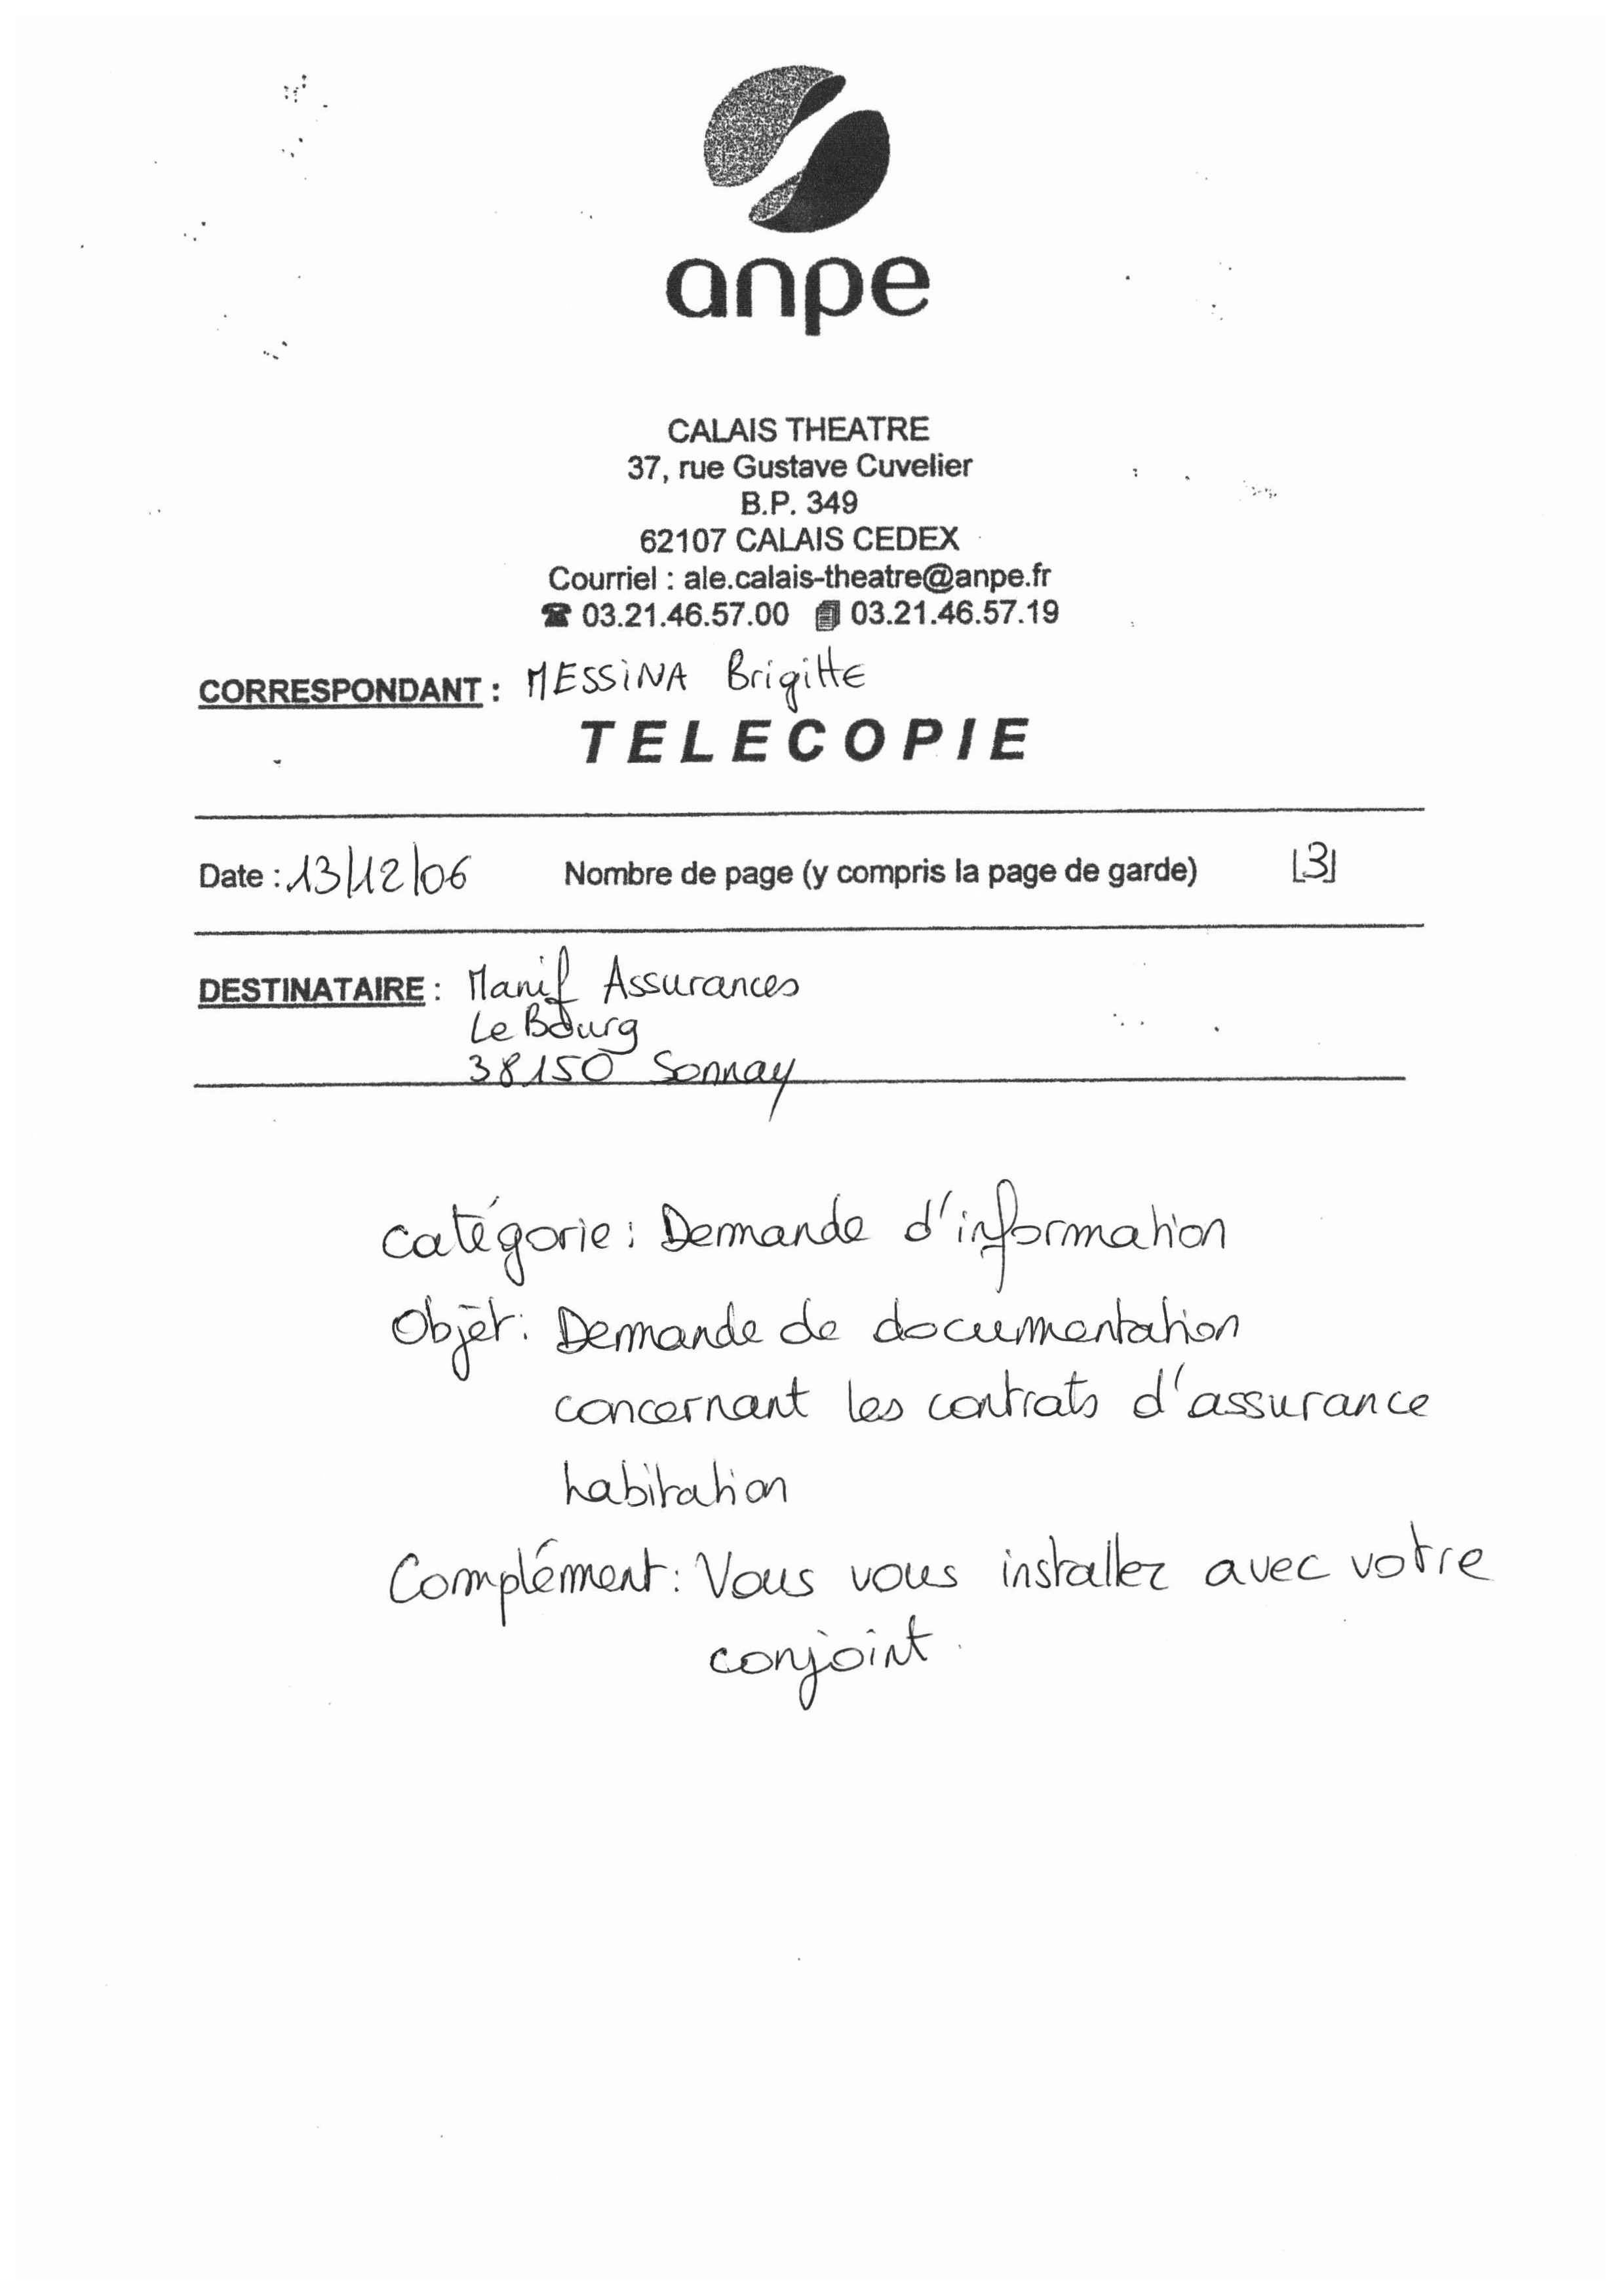 anpe
CALAIS THEATRE
37, rue Gustave Cuvelier
B.P. 349
62107 CALAIS CEDEX
Courriel : ale.calais-theatre@anpe.fr
☎ 03.21.46.57.00 03.21.46.57.19
CORRESPONDANT : MESSINA Brigitte
TELECOPIE
Date : 13/12/06 Nombre de page (y compris la page de garde) |3|
DESTINATAIRE : Manif Assurances
Le Bourg
38150 Sonnay
catégorie : Demande d'information
Objet : Demande de documentation
concernant les contrats d'assurance
habitation
Complément : Vous vous installez avec votre
conjoint.